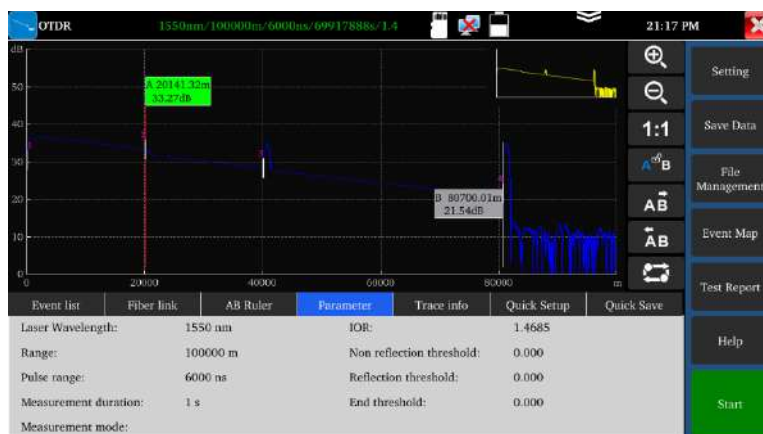 OTDR 1550nm/100000m/6000ns/69917888s/1.4 21:17 PM
dB
50
40
30
20
10
0
20000
40000
60000
80000
m
A 20141.32m
33.27dB
B 80700.01m
21.54dB
1:1
A B
AB
AB
Setting
Save Data
File
Management
Event Map
Test Report
Help
Start
Event list Fiber link AB Ruler Parameter Trace info Quick Setup Quick Save
Laser Wavelength: 1550 nm IOR: 1.4685
Range: 100000 m Non reflection threshold: 0.000
Pulse range: 6000 ns Reflection threshold: 0.000
Measurement duration: 1 s End threshold: 0.000
Measurement mode: